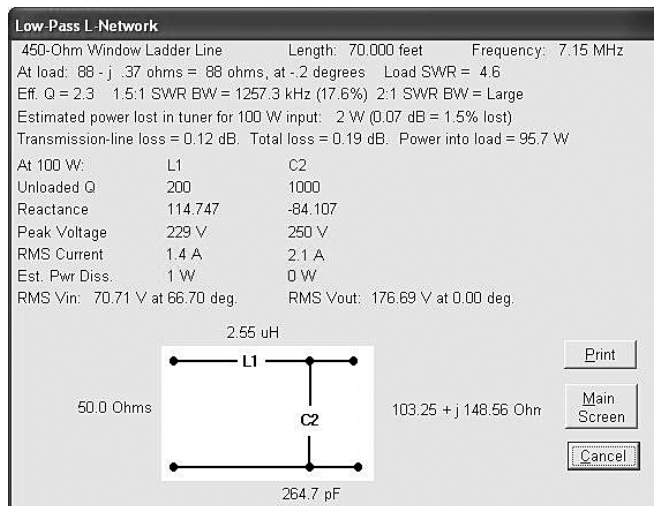 Low-Pass L-Network
450-Ohm Window Ladder Line Length: 70.000 feet Frequency: 7.15 MHz
At load: 88 - j .37 ohms = 88 ohms, at -.2 degrees Load SWR = 4.6
Eff. Q = 2.3 1.5:1 SWR BW = 1257.3 kHz (17.6%) 2:1 SWR BW = Large
Estimated power lost in tuner for 100 W input: 2 W (0.07 dB = 1.5% lost)
Transmission-line loss = 0.12 dB. Total loss = 0.19 dB. Power into load = 95.7 W
At 100 W: L1 C2
Unloaded Q 200 1000
Reactance 114.747 -84.107
Peak Voltage 229 V 250 V
RMS Current 1.4 A 2.1 A
Est. Pwr Diss. 1 W 0 W
RMS Vin: 70.71 V at 66.70 deg. RMS Vout: 176.69 V at 0.00 deg.
2.55 uH
L1
Print
50.0 Ohms
C2
103.25 + j 148.56 Ohm
Main
Screen
Cancel
264.7 pF